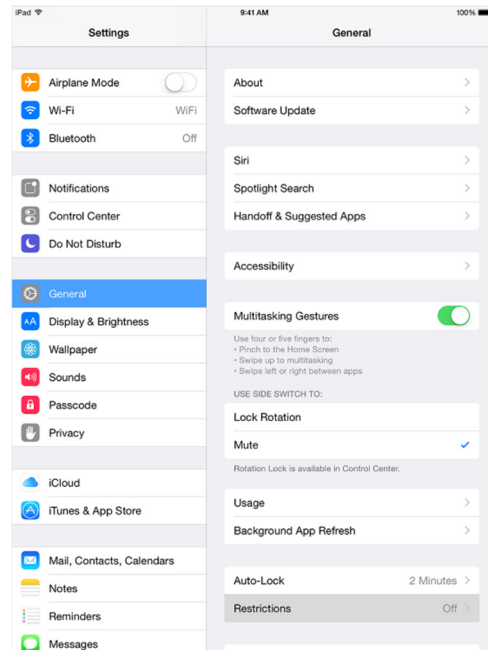 iPad 9:41 AM 100%
Settings
Airplane Mode
Wi-Fi WiFi
Bluetooth Off
Notifications
Control Center
Do Not Disturb
General
AA Display & Brightness
Wallpaper
Sounds
Passcode
Privacy
iCloud
iTunes & App Store
Mail, Contacts, Calendars
Notes
Reminders
Messages
General
About
Software Update
Siri
Spotlight Search
Handoff & Suggested Apps
Accessibility
Multitasking Gestures
Use four or five fingers to:
• Pinch to the Home Screen
• Swipe up to multitasking
• Swipe left or right between apps
USE SIDE SWITCH TO:
Lock Rotation
Mute
Rotation Lock is available in Control Center.
Usage
Background App Refresh
Auto-Lock 2 Minutes
Restrictions Off